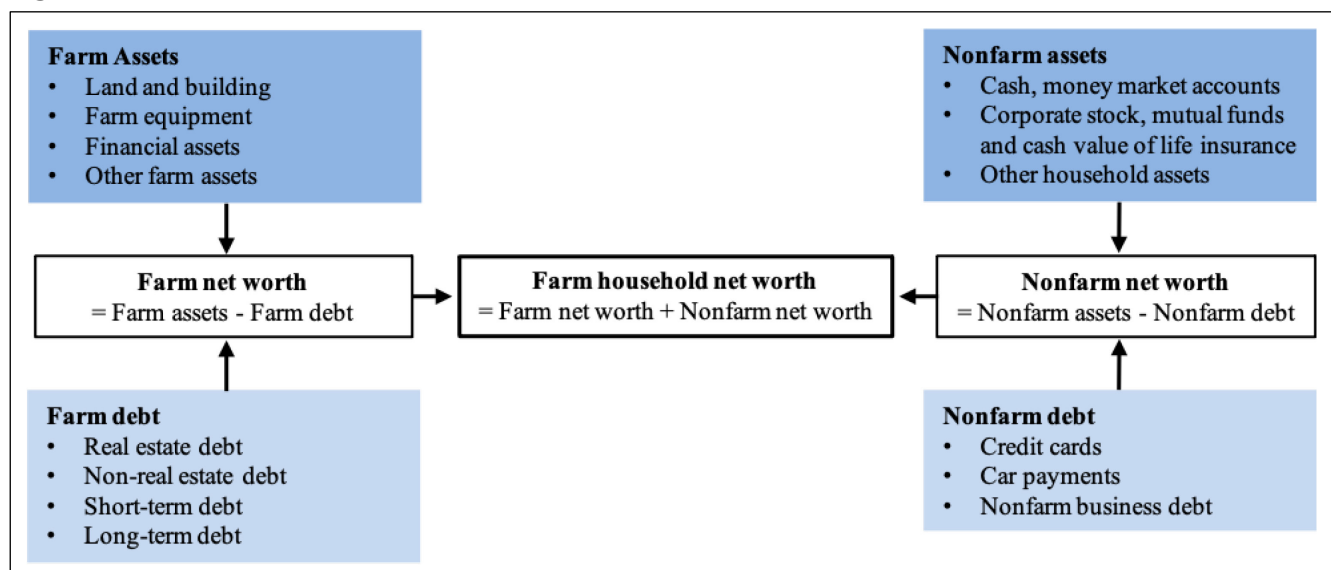 Farm Assets
• Land and building
• Farm equipment
• Financial assets
• Other farm assets
Nonfarm assets
• Cash, money market accounts
• Corporate stock, mutual funds
and cash value of life insurance
• Other household assets
Farm net worth
= Farm assets - Farm debt
Farm household net worth
= Farm net worth + Nonfarm net worth
Nonfarm net worth
= Nonfarm assets - Nonfarm debt
Farm debt
• Real estate debt
• Non-real estate debt
• Short-term debt
• Long-term debt
Nonfarm debt
• Credit cards
• Car payments
• Nonfarm business debt